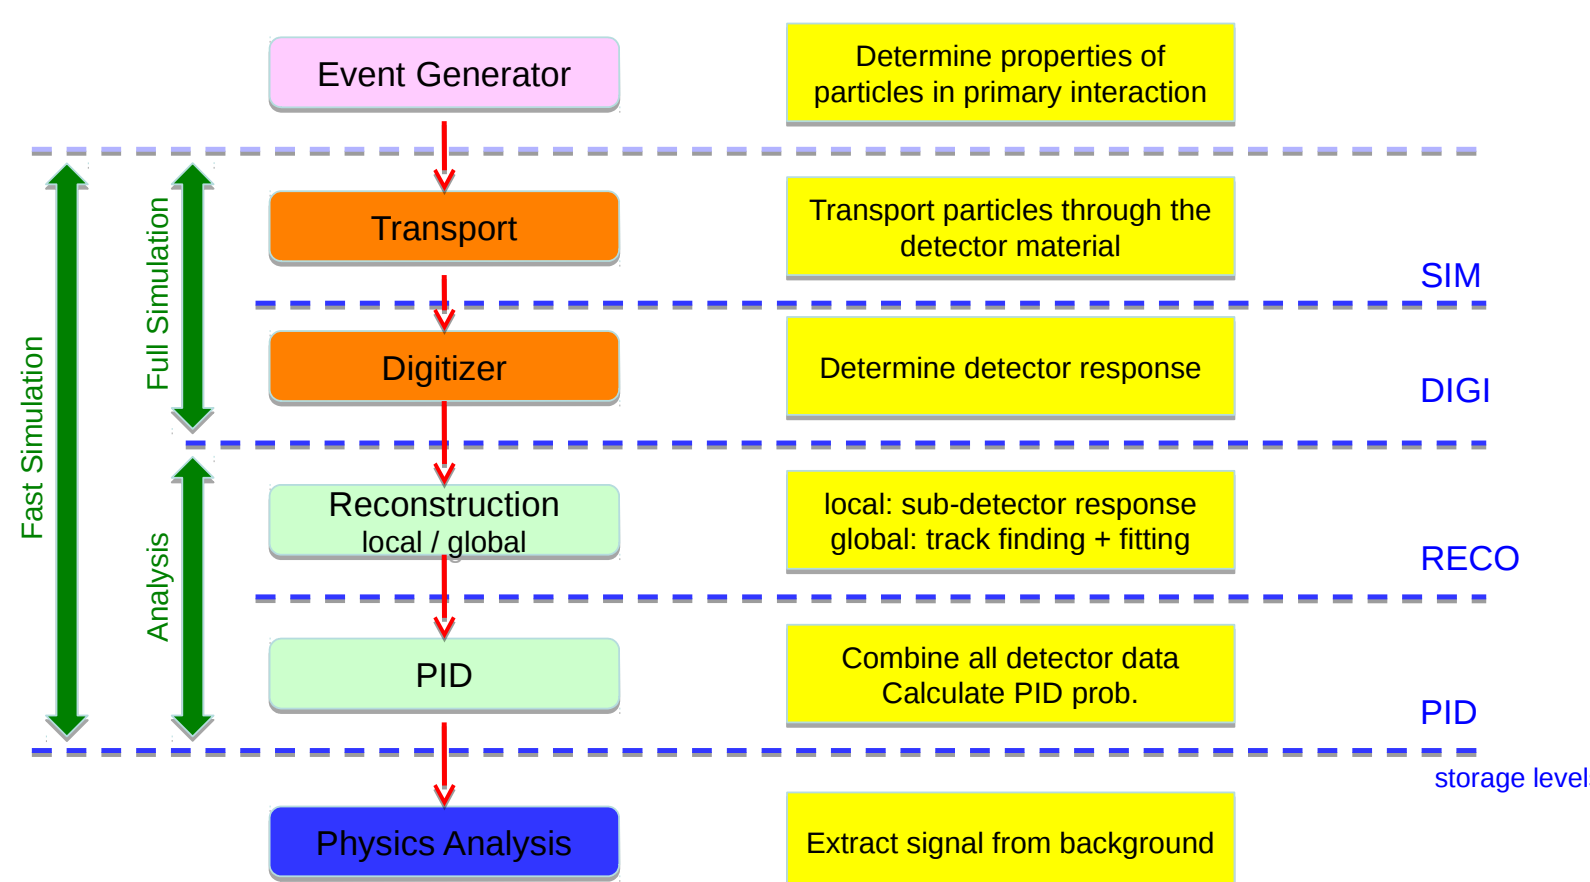 Event Generator
Determine properties of
particles in primary interaction
Transport
Transport particles through the
detector material
SIM
Full Simulation
Fast Simulation
Digitizer
Determine detector response
DIGI
Reconstruction
local / global
local: sub-detector response
global: track finding + fitting
RECO
Analysis
PID
Combine all detector data
Calculate PID prob.
PID
storage levels
Physics Analysis
Extract signal from background